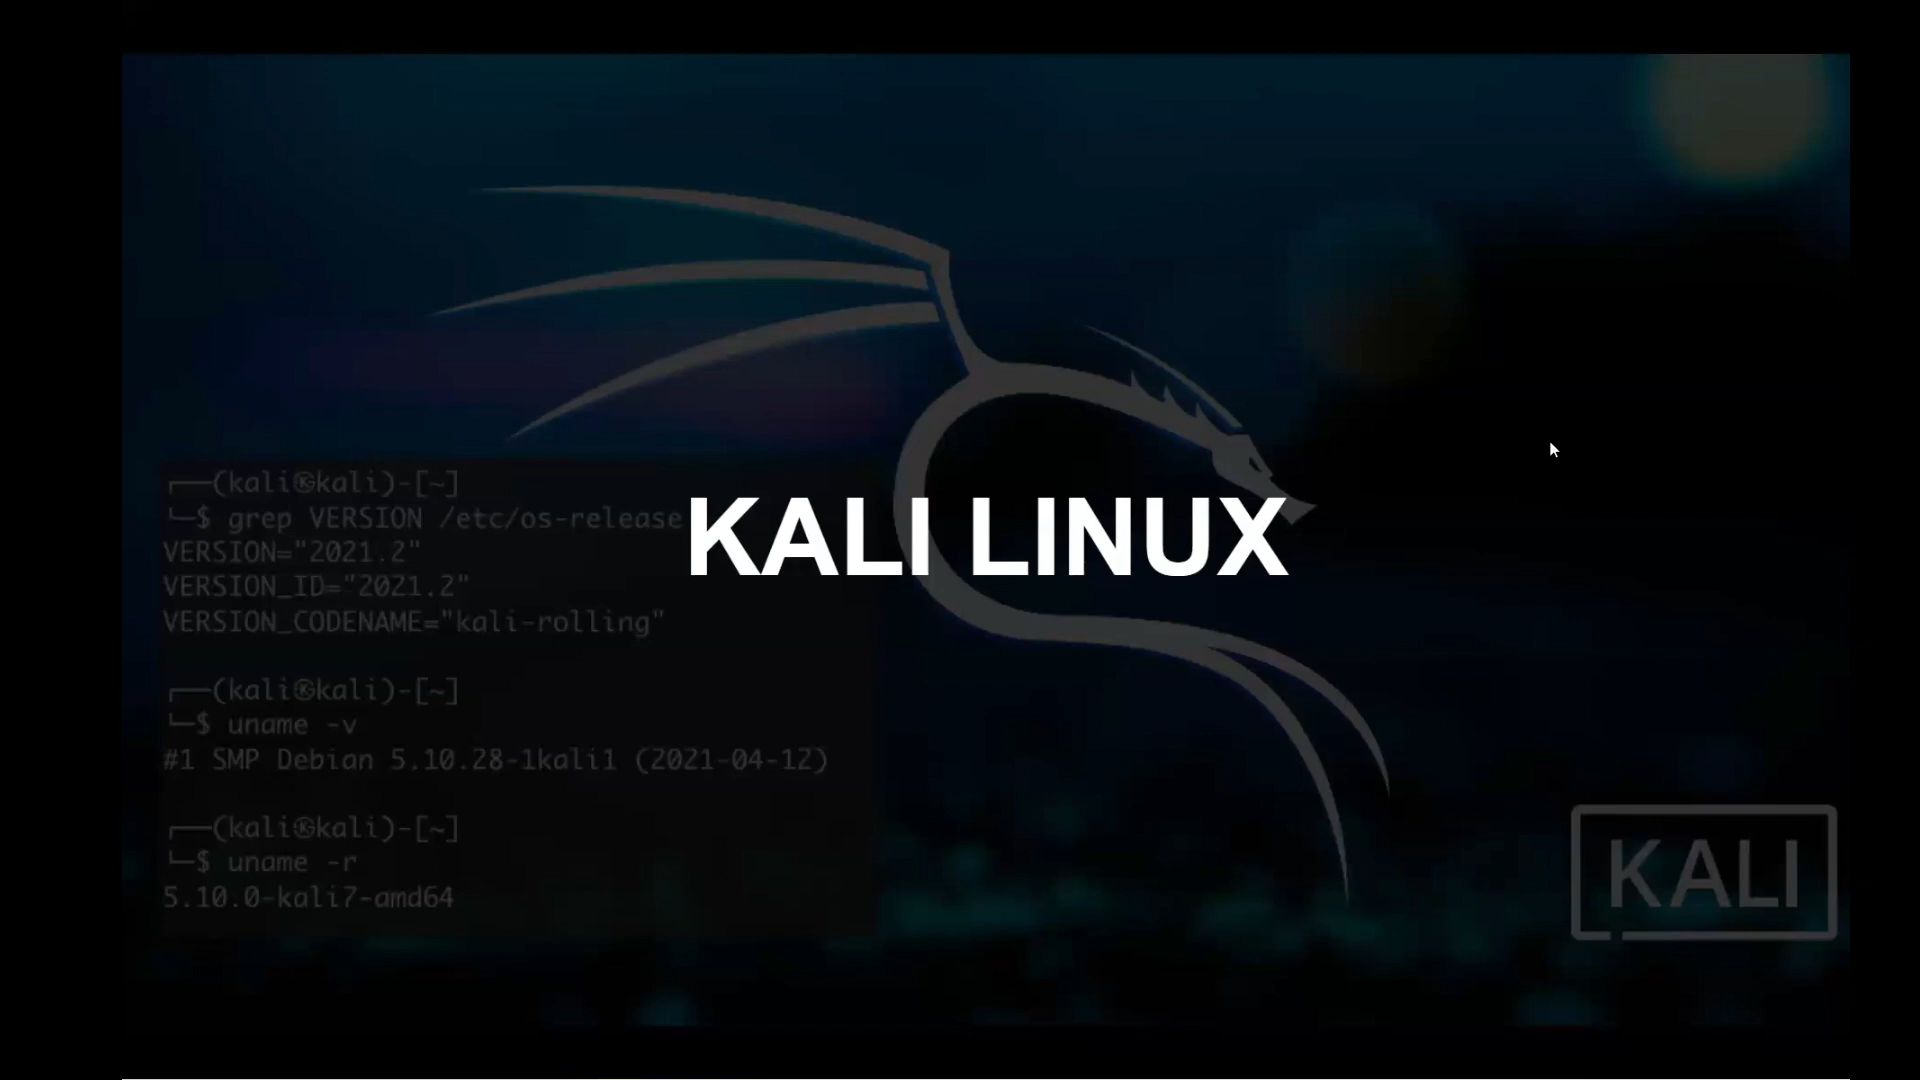 ┌──(kali㉿kali)-[~]
└─$ grep VERSION /etc/os-release
VERSION="2021.2"
VERSION_ID="2021.2"
VERSION_CODENAME="kali-rolling"
┌──(kali㉿kali)-[~]
└─$ uname -v
#1 SMP Debian 5.10.28-1kali1 (2021-04-12)
┌──(kali㉿kali)-[~]
└─$ uname -r
5.10.0-kali7-amd64
KALI LINUX
KALI